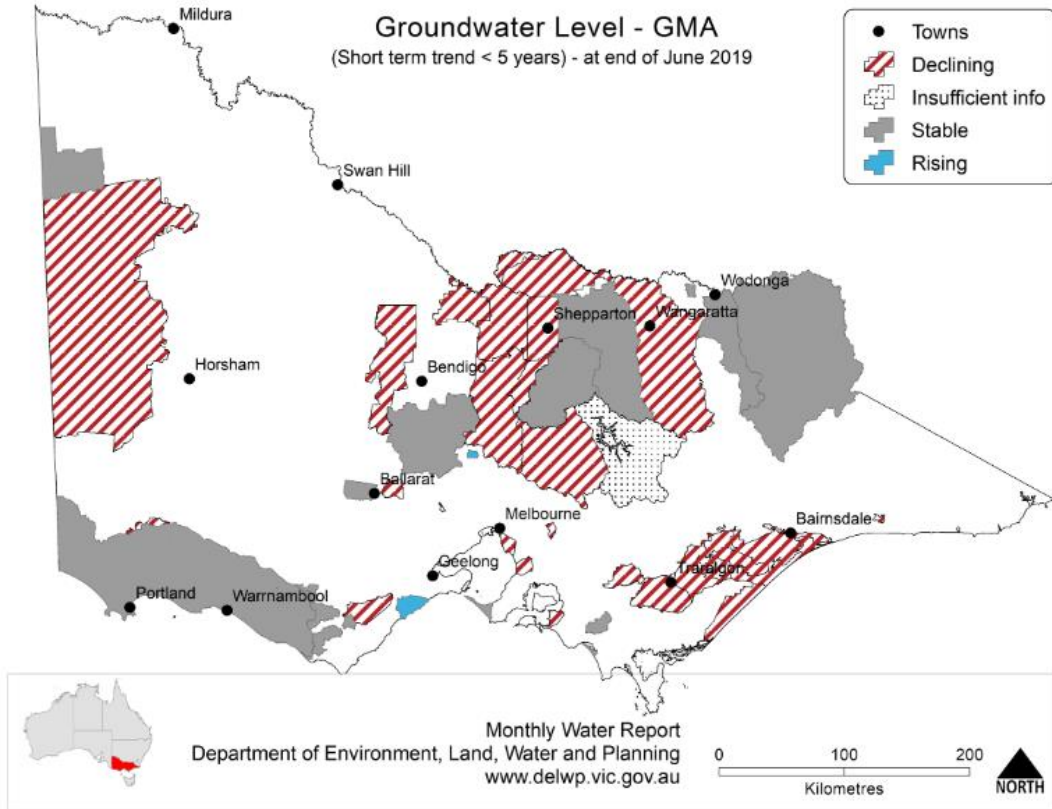 Groundwater Level - GMA
(Short term trend < 5 years) - at end of June 2019
Towns
Declining
Insufficient info
Stable
Rising
Mildura
Swan Hill
Wodonga
Shepparton
Wangaratta
Horsham
Bendigo
Ballarat
Melbourne
Bairnsdale
Geelong
Traralgon
Portland
Warrnambool
Monthly Water Report
Department of Environment, Land, Water and Planning
www.delwp.vic.gov.au
0 100 200
Kilometres
NORTH